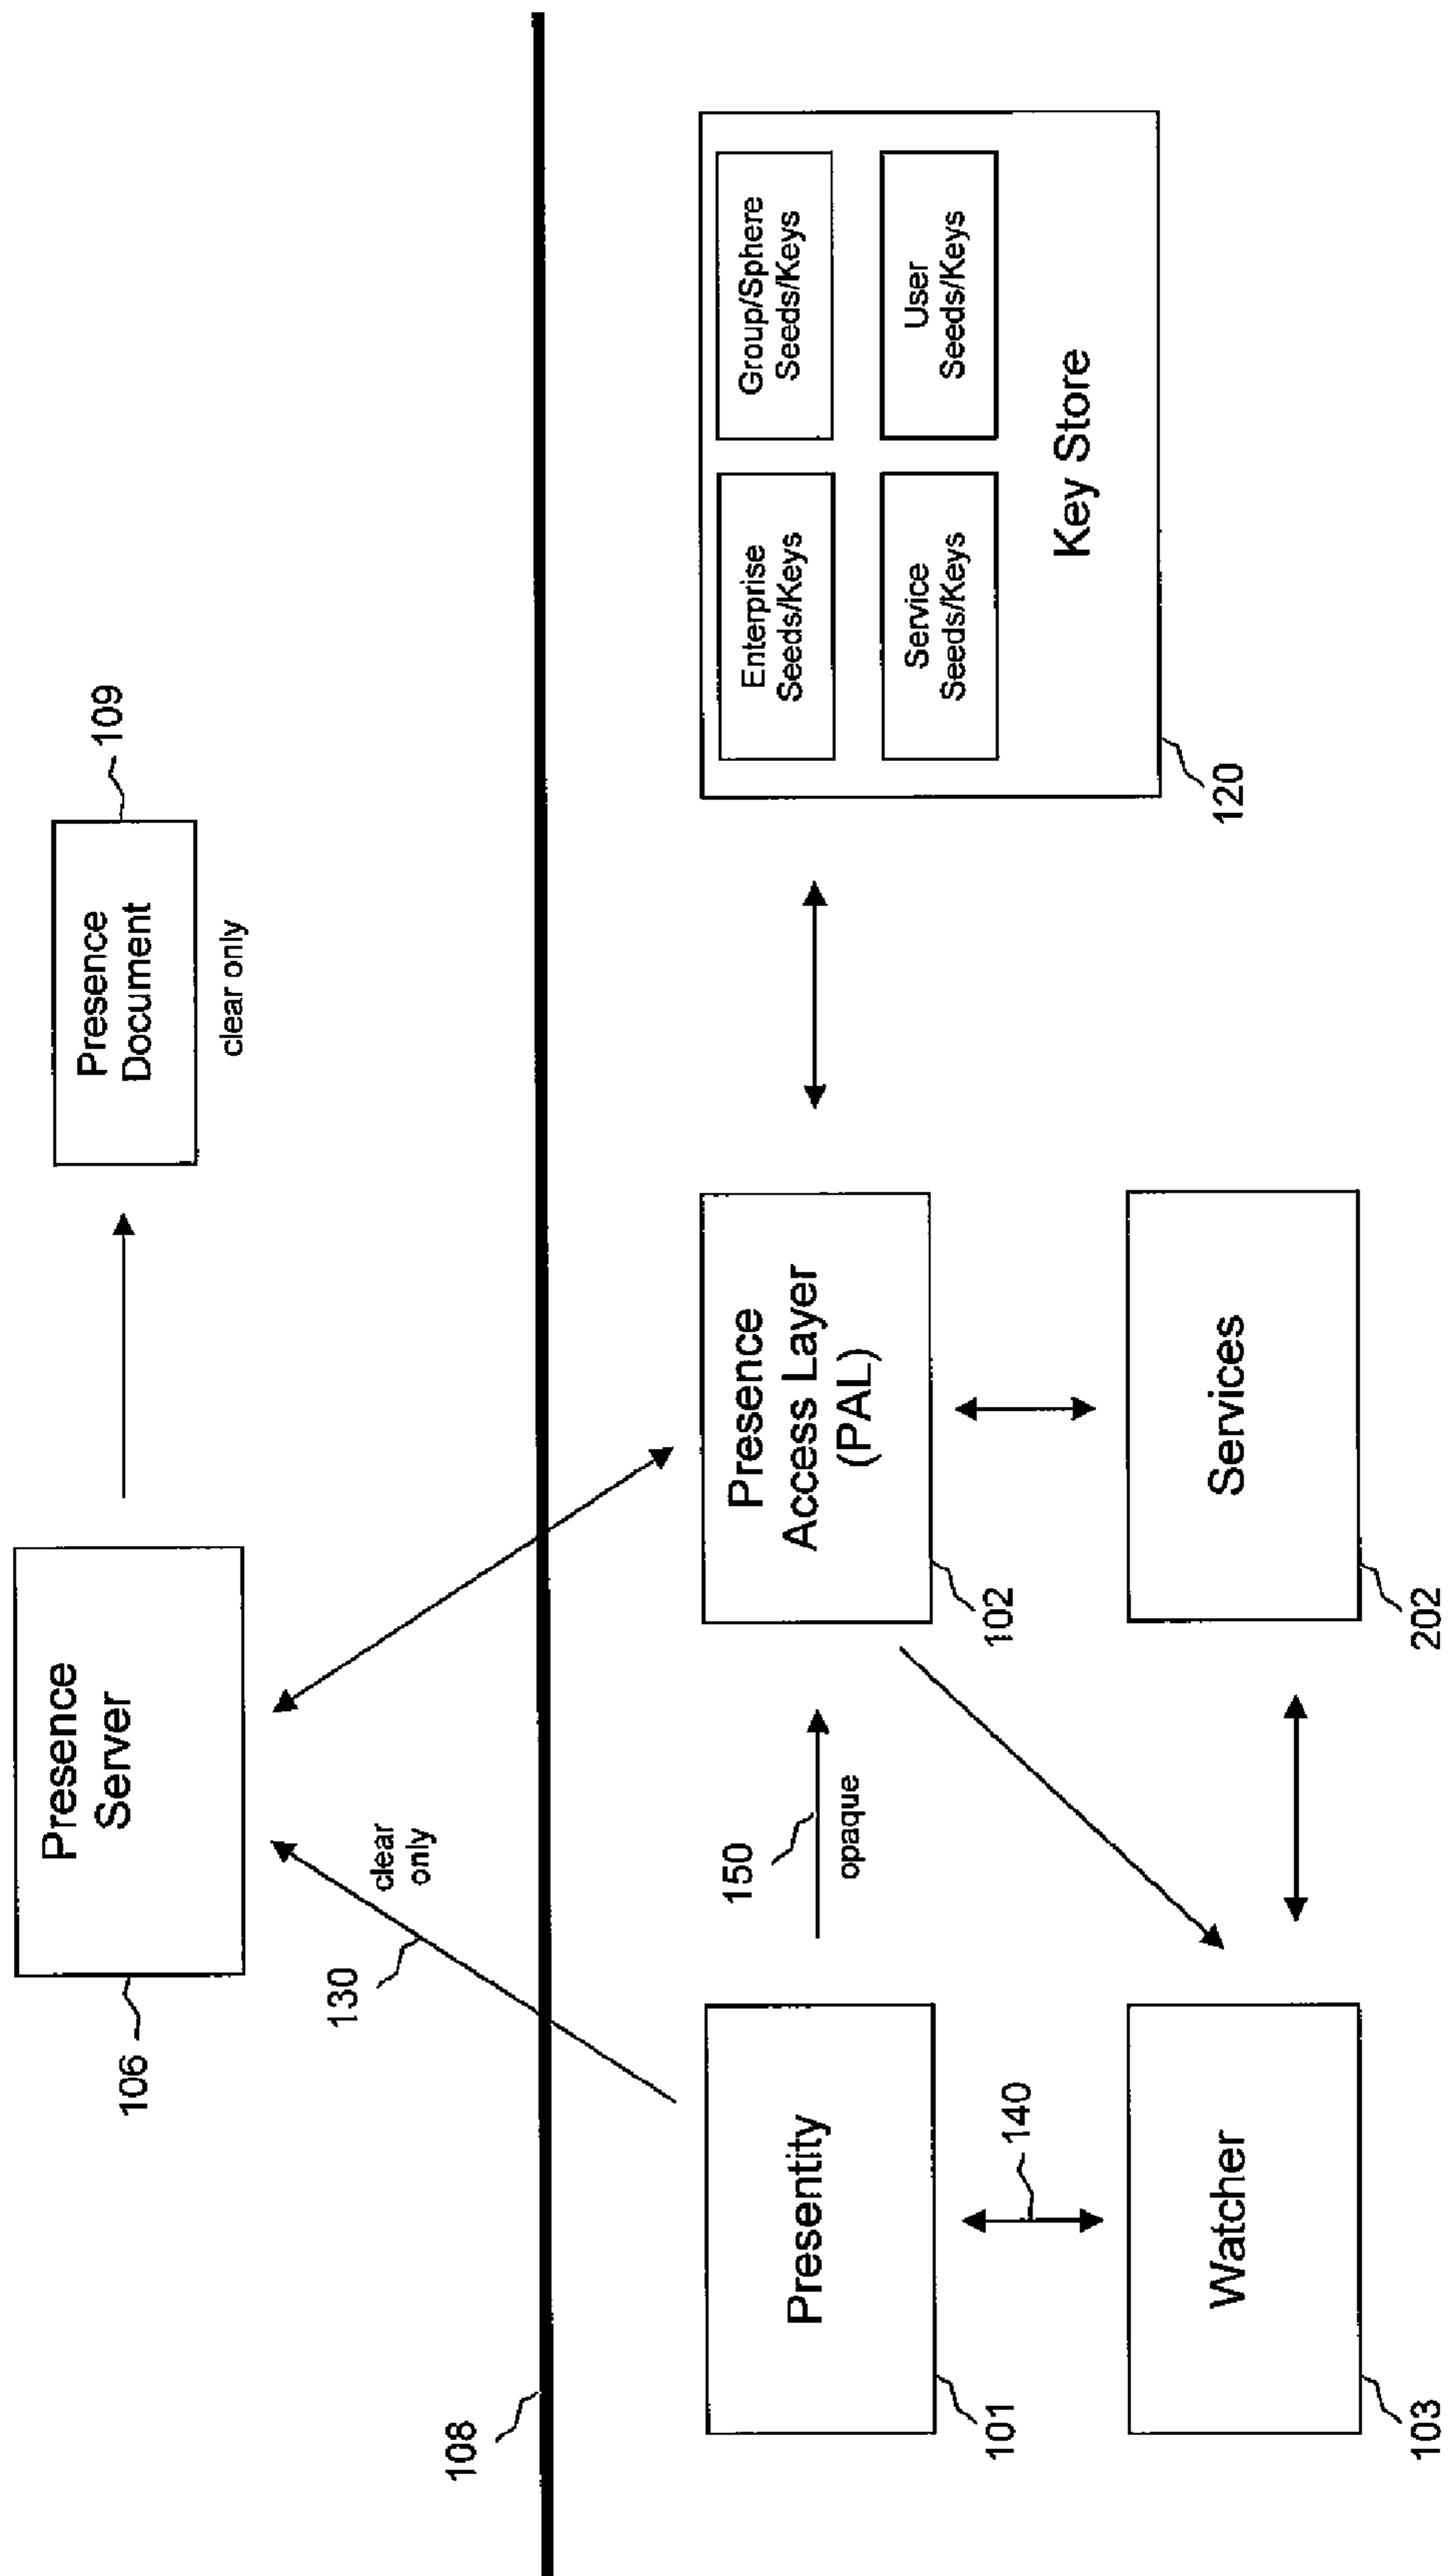 Presence
Server
106
Presence
Document
109
clear only
130
clear
only
108
Presentity
101
150
opaque
Presence
Access Layer
(PAL)
102
Enterprise
Seeds/Keys
Group/Sphere
Seeds/Keys
Service
Seeds/Keys
User
Seeds/Keys
Key Store
120
140
Watcher
103
Services
202